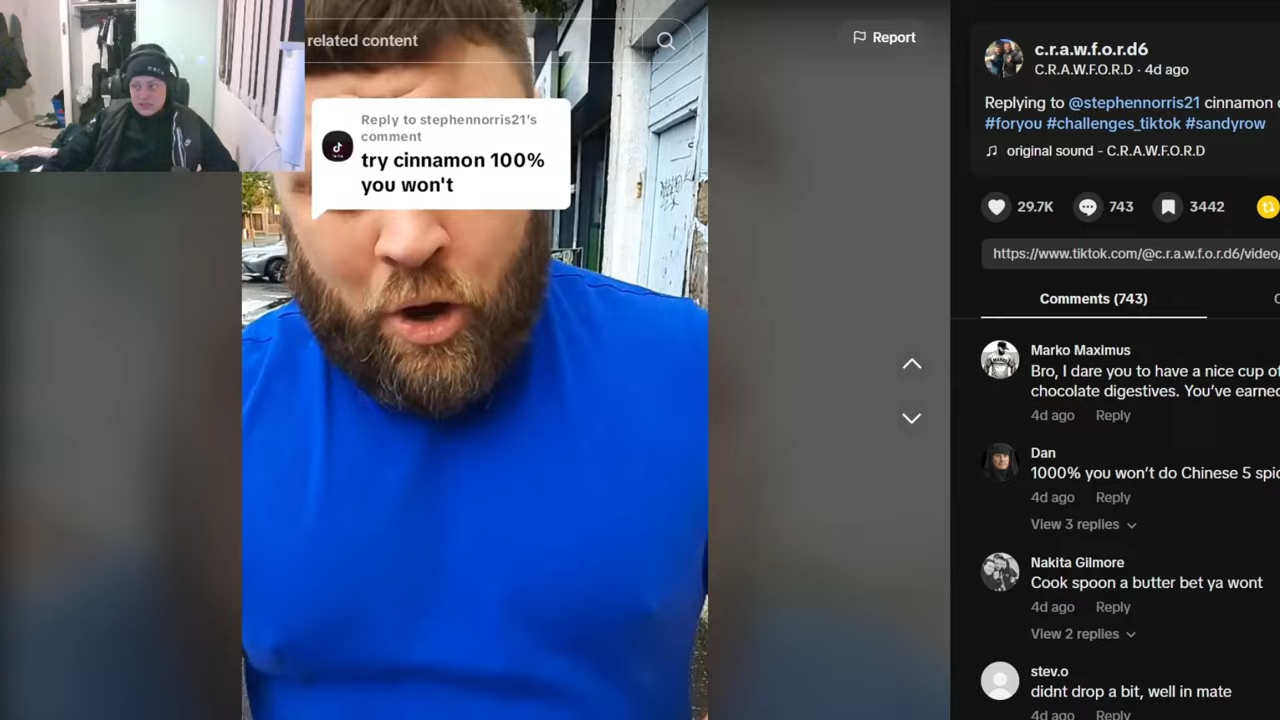 related content
Report
Reply to stephennorris21's
comment
try cinnamon 100%
you won't
c.r.a.w.f.o.r.d6
C.R.A.W.F.O.R.D · 4d ago
Replying to @stephennorris21 cinnamon
#foryou #challenges_tiktok #sandyrow
original sound - C.R.A.W.F.O.R.D
29.7K
743
3442
https://www.tiktok.com/@c.r.a.w.f.o.r.d6/video/
Comments (743)
Marko Maximus
Bro, I dare you to have a nice cup of
chocolate digestives. You've earned
4d ago Reply
Dan
1000% you won't do Chinese 5
4d ago Reply
View 3 replies
Nakita Gilmore
Cook spoon a butter bet ya wont
4d ago Reply
View 2 replies
stev.o
didnt drop a bit, well in mate
4d ago Reply